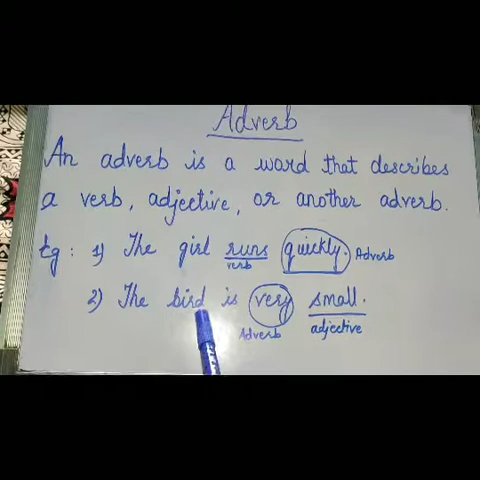 Adverb
An adverb is a word that describes
a verb, adjective, or another adverb.
Eg : 1) The girl runs quickly. Adverb
verb
2) The bird is very small.
Adverb adjective